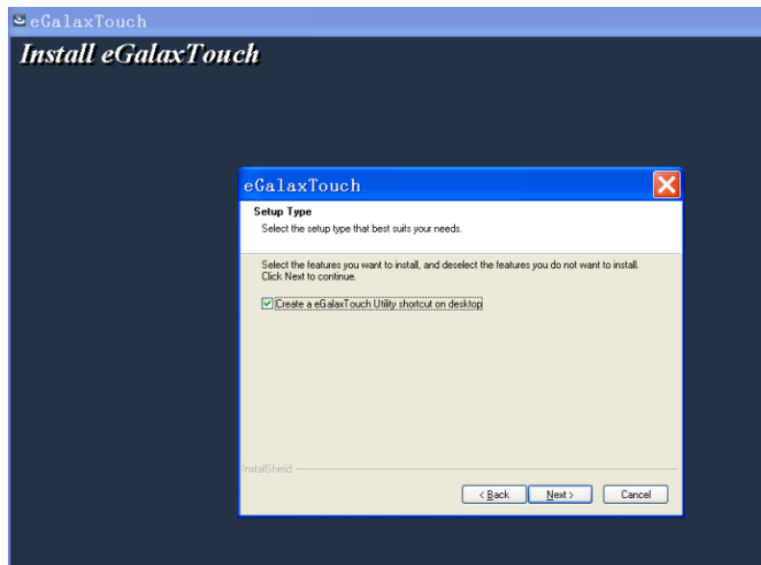 eGalaxTouch
Install eGalaxTouch
eGalaxTouch
Setup Type
Select the setup type that best suits your needs.
Select the features you want to install, and deselect the features you do not want to install.
Click Next to continue.
Create a eGalaxTouch Utility shortcut on desktop
InstallShield
< Back Next > Cancel